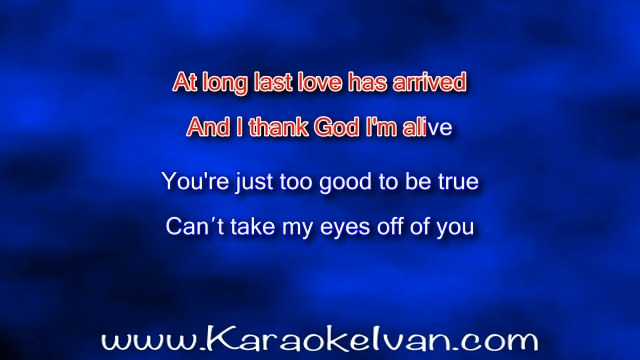 At long last love has arrived
And I thank God I'm alive
You're just too good to be true
Can´t take my eyes off of you
www.KaraokeIvan.com